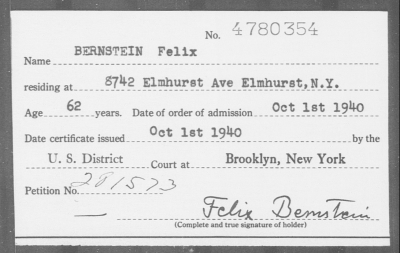 No. 4780354
BERNSTEIN Felix
Name
residing at 8742 Elmhurst Ave Elmhurst,N.Y.
Age 62 years. Date of order of admission Oct 1st 1940
Date certificate issued Oct 1st 1940 by the
U. S. District Court at Brooklyn, New York
Petition No. 281573
Felix Bernstein
(Complete and true signature of holder)